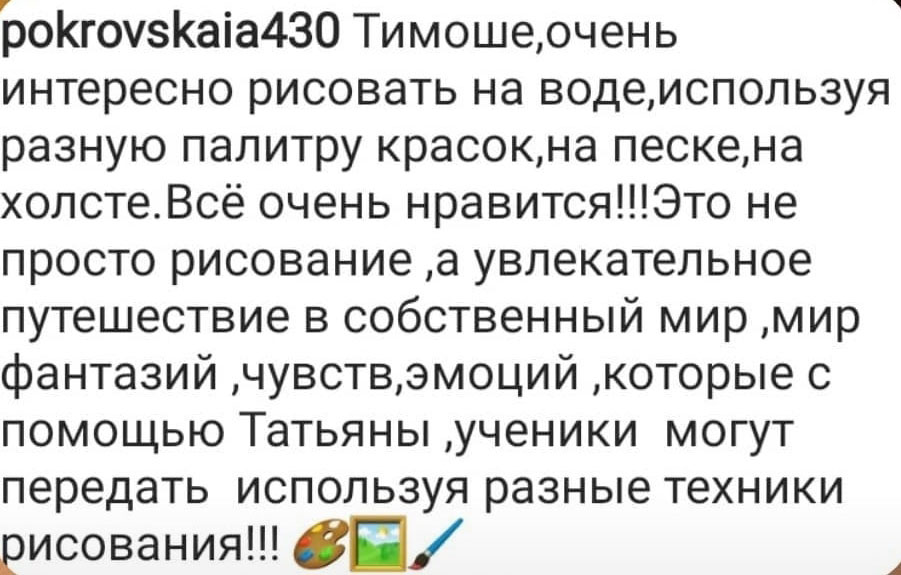 pokrovskaia430 Тимоше,очень
интересно рисовать на воде,используя
разную палитру красок,на песке,на
холсте.Всё очень нравится!!!Это не
просто рисование ,а увлекательное
путешествие в собственный мир ,мир
фантазий ,чувств,эмоций ,которые с
помощью Татьяны ,ученики  могут
передать  используя разные техники
рисования!!! 🎨🖼️🖌️